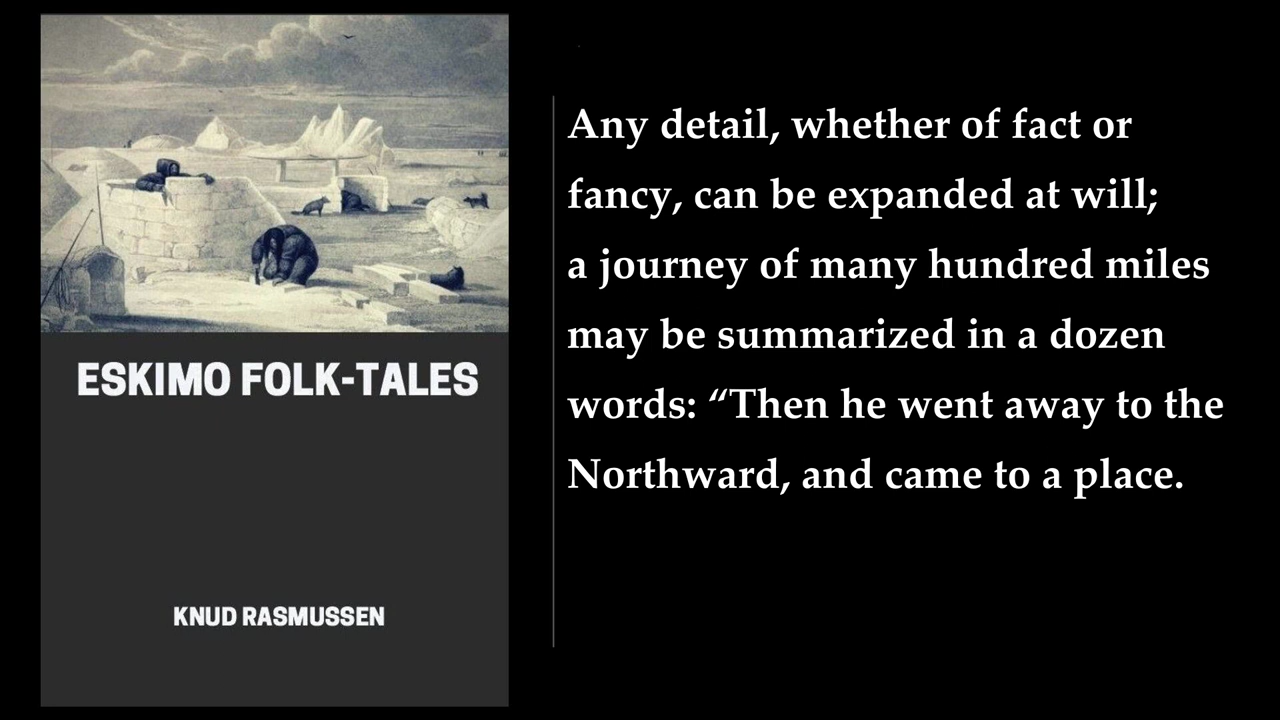 ESKIMO FOLK-TALES
KNUD RASMUSSEN
Any detail, whether of fact or
fancy, can be expanded at will;
a journey of many hundred miles
may be summarized in a dozen
words: “Then he went away to the
Northward, and came to a place.